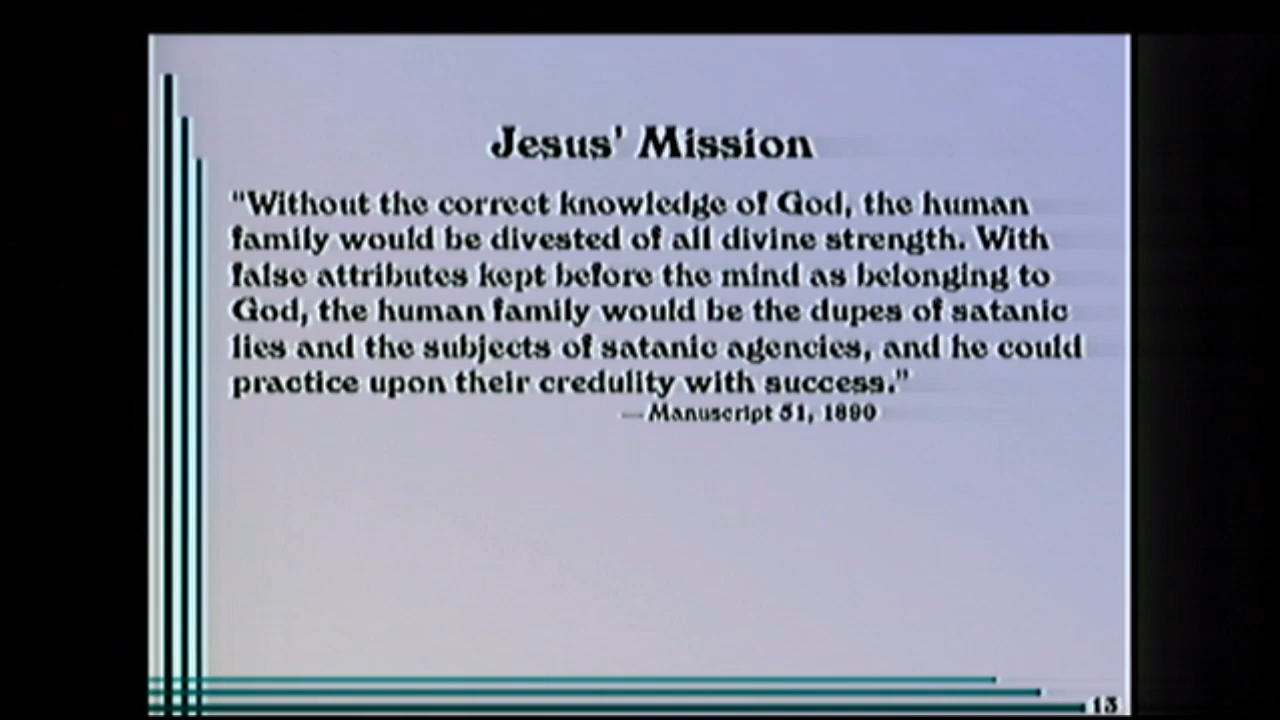 Jesus' Mission
"Without the correct knowledge of God, the human
family would be divested of all divine strength. With
false attributes kept before the mind as belonging to
God, the human family would be the dupes of satanic
lies and the subjects of satanic agencies, and he could
practice upon their credulity with success."
— Manuscript 51, 1890
13